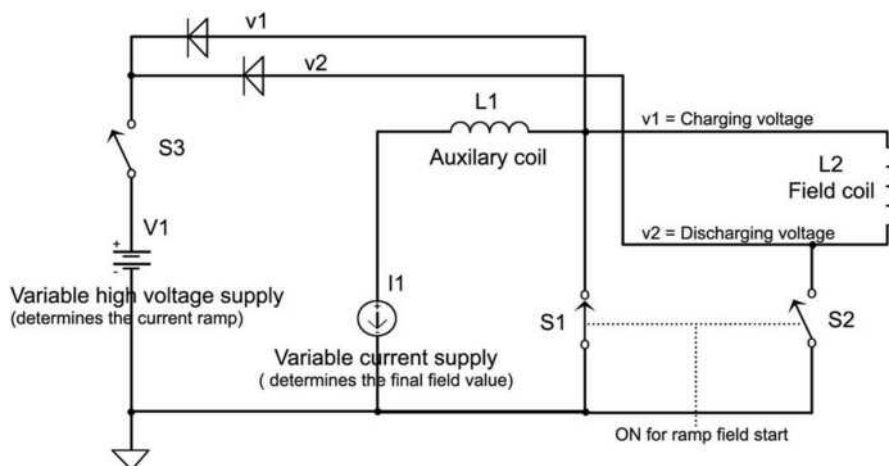 v1
v2
S3
L1
Auxilary coil
v1 = Charging voltage
L2
Field coil
V1
+
-
v2 = Discharging voltage
Variable high voltage supply
(determines the current ramp)
I1
S1
S2
Variable current supply
( determines the final field value)
ON for ramp field start